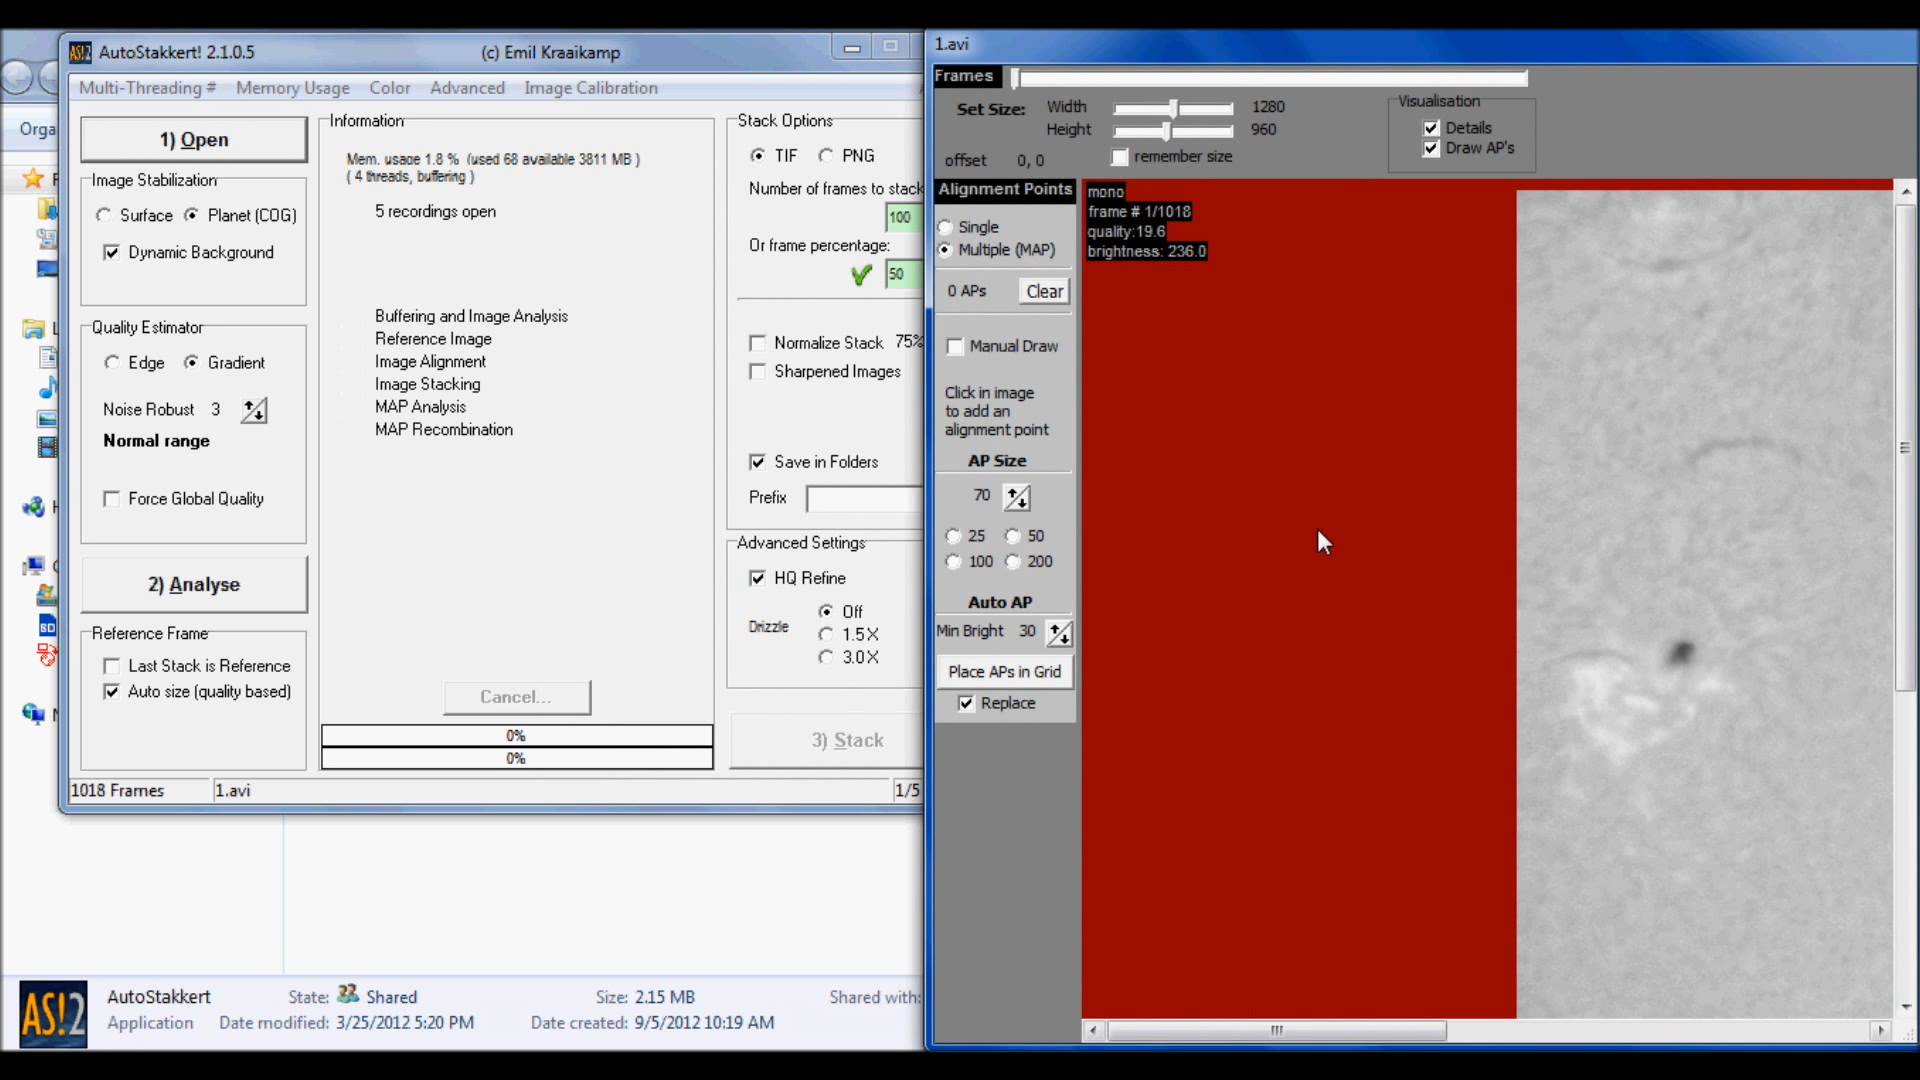 AutoStakkert! 2.1.0.5
(c) Emil Kraaikamp
Multi-Threading # Memory Usage Color Advanced Image Calibration
Orga
1) Open
Image Stabilization
Surface Planet (COG)
Dynamic Background
Quality Estimator
Edge Gradient
Noise Robust 3
Normal range
Force Global Quality
2) Analyse
Reference Frame
Last Stack is Reference
Auto size (quality based)
Information
Mem. usage 1.8 % (used 68 available 3811 MB )
( 4 threads, buffering )
5 recordings open
Buffering and Image Analysis
Reference Image
Image Alignment
Image Stacking
MAP Analysis
MAP Recombination
Cancel...
0%
0%
Stack Options
TIF PNG
Number of frames to stack
100
Or frame percentage:
50
Normalize Stack 75%
Sharpened Images
Save in Folders
Prefix
Advanced Settings
HQ Refine
Drizzle
Off
1.5X
3.0X
3) Stack
1018 Frames
1.avi
1/5
AS!2
AutoStakkert
Application
State: Shared
Date modified: 3/25/2012 5:20 PM
Size: 2.15 MB
Date created: 9/5/2012 10:19 AM
Shared with:
1.avi
Frames
Set Size: Width 1280
Height 960
offset 0, 0
remember size
Visualisation
Details
Draw AP's
Alignment Points
Single
Multiple (MAP)
0 APs Clear
Manual Draw
Click in image
to add an
alignment point
AP Size
70
25 50
100 200
Auto AP
Min Bright 30
Place APs in Grid
Replace
mono
frame # 1/1018
quality:19.6
brightness: 236.0